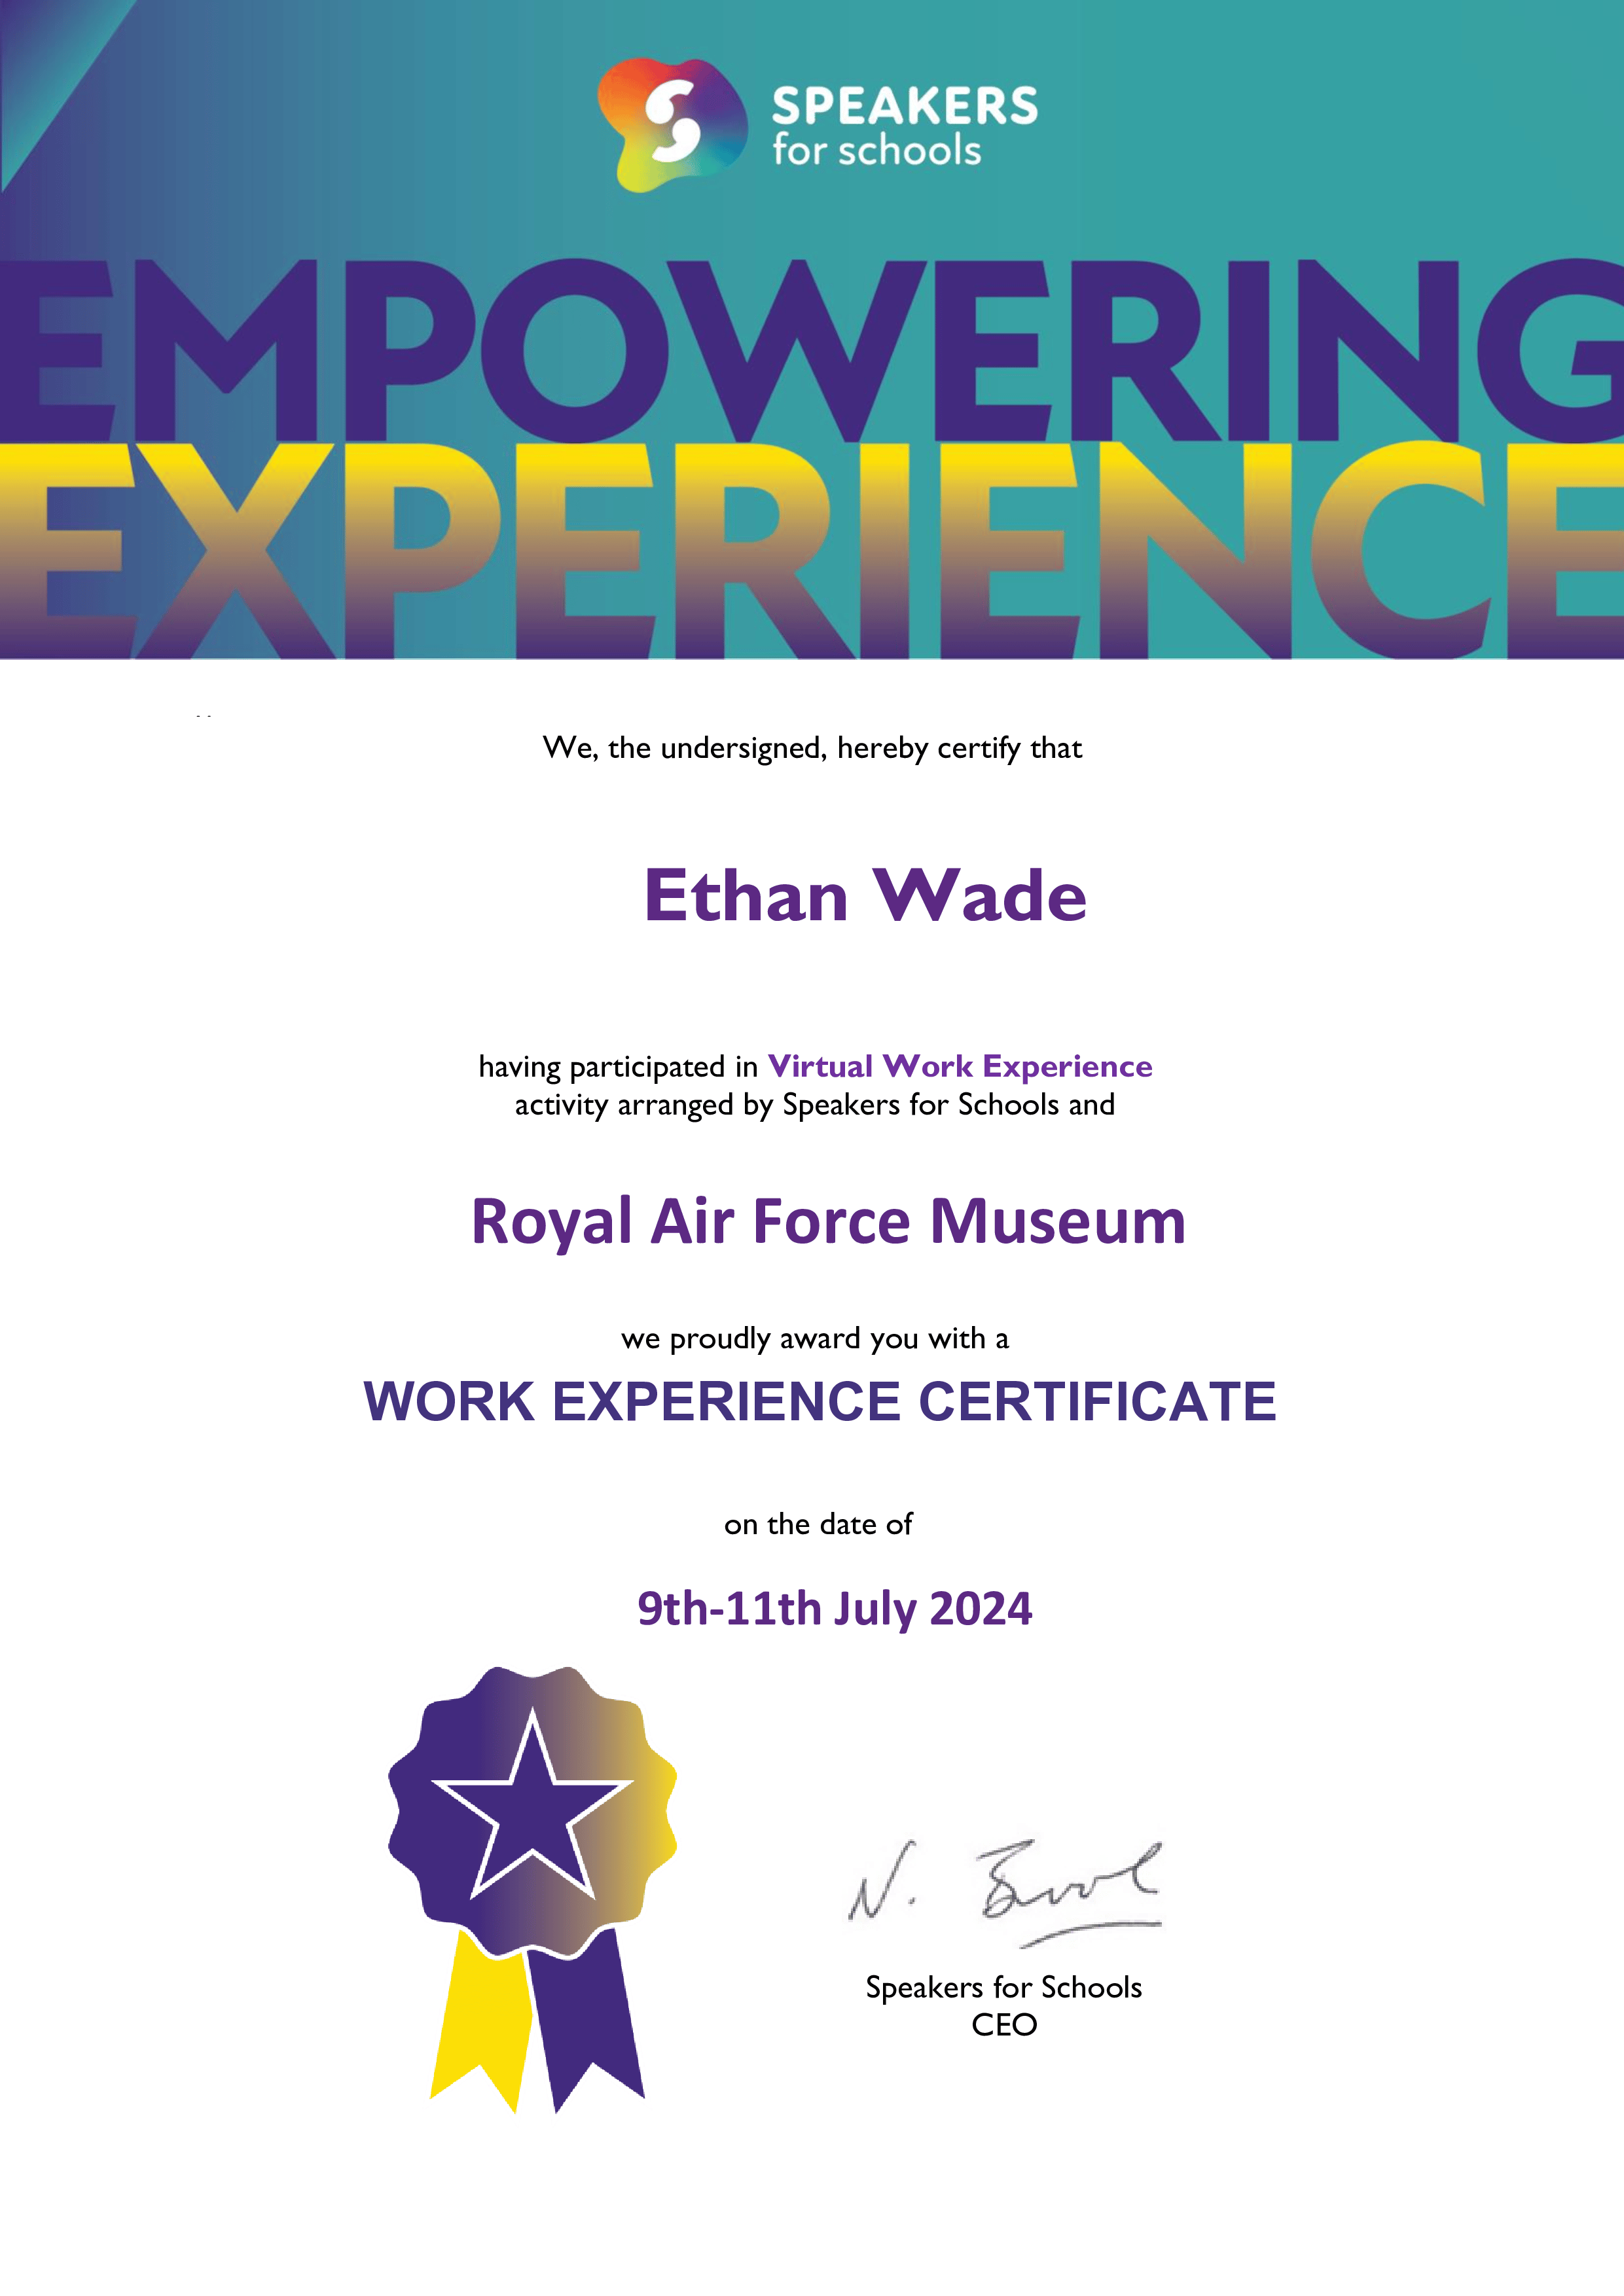 SPEAKERS
for schools
EMPOWERING
EXPERIENCE
We, the undersigned, hereby certify that
Ethan Wade
having participated in Virtual Work Experience
activity arranged by Speakers for Schools and
Royal Air Force Museum
we proudly award you with a
WORK EXPERIENCE CERTIFICATE
on the date of
9th-11th July 2024
N.
Speakers for Schools
CEO